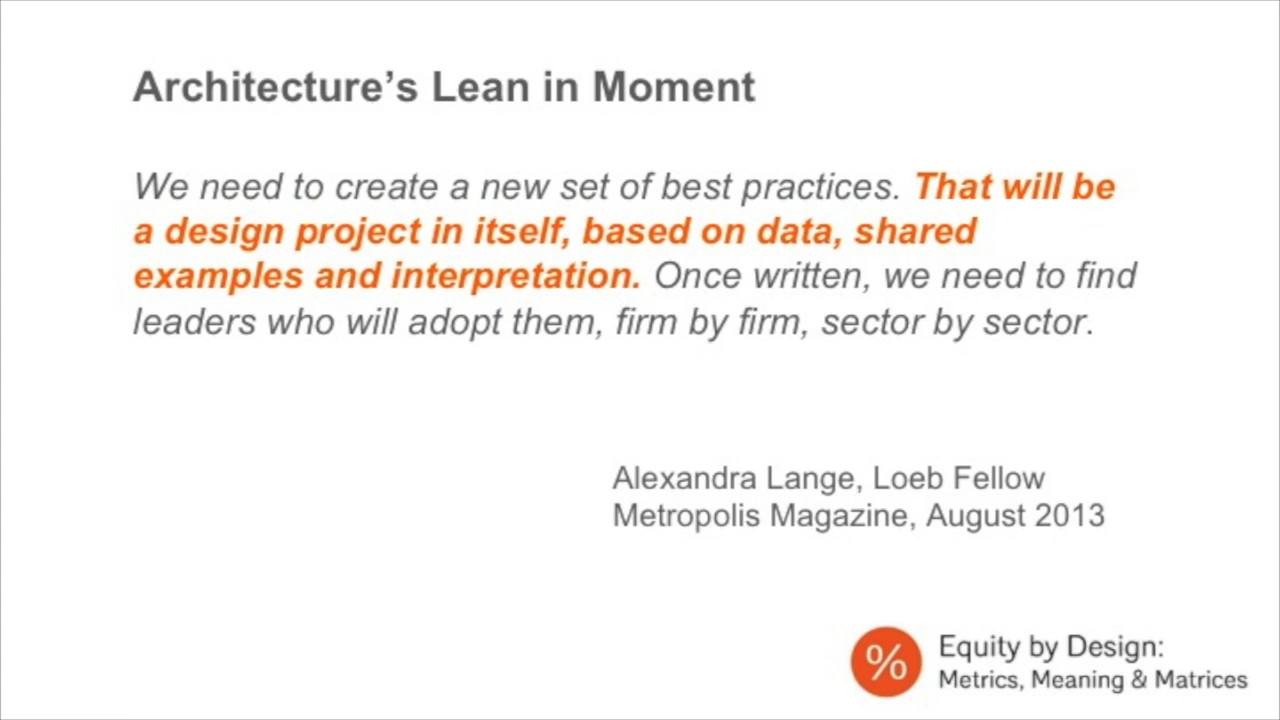 Architecture’s Lean in Moment
We need to create a new set of best practices. That will be
a design project in itself, based on data, shared
examples and interpretation. Once written, we need to find
leaders who will adopt them, firm by firm, sector by sector.
Alexandra Lange, Loeb Fellow
Metropolis Magazine, August 2013
%
Equity by Design:
Metrics, Meaning & Matrices